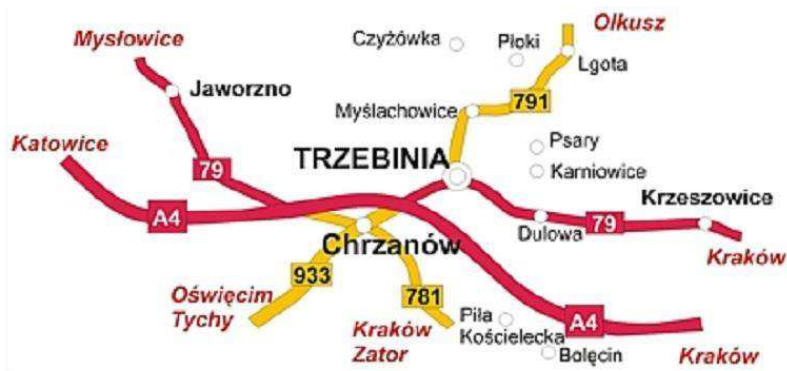 Olkusz
Mysłowice
Czyżówka
Płoki
Lgota
Jaworzno
791
Myślachowice
Katowice
Psary
TRZEBINIA
79
Karniowice
Krzeszowice
A4
79
Dulowa
Chrzanów
Kraków
933
781
Oświęcim
Tychy
Piła
Kościelecka
A4
Kraków
Zator
Bolęcin
Kraków